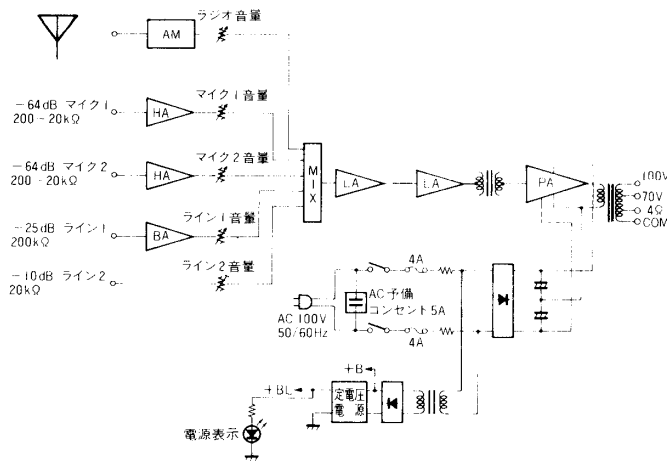 ラジオ音量
AM
-64dB マイク1
200~20kΩ
HA
マイク1音量
-64dB マイク2
200~20kΩ
HA
マイク2音量
-25dB ライン1
200kΩ
BA
ライン1音量
-10dB ライン2
20kΩ
ライン2音量
MIX
LA
LA
PA
100V
70V
4Ω
COM
4A
AC予備
コンセント5A
AC100V
50/60Hz
4A
+B
+BL
定電圧
電源
電源表示